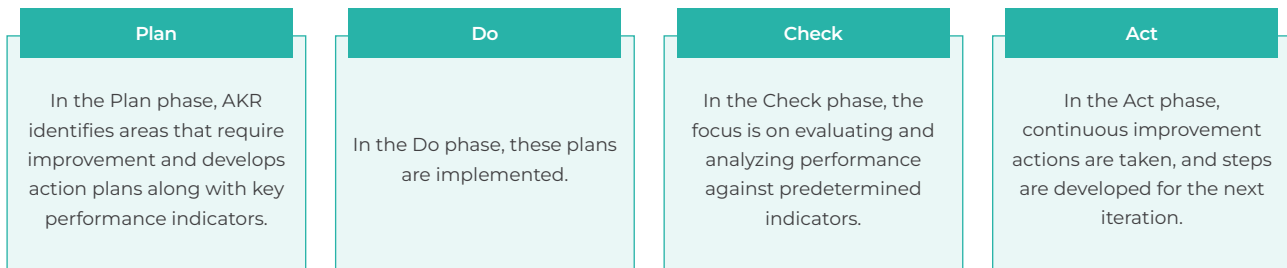 Plan
In the Plan phase, AKR
identifies areas that require
improvement and develops
action plans along with key
performance indicators.
Do
In the Do phase, these plans
are implemented.
Check
In the Check phase, the
focus is on evaluating and
analyzing performance
against predetermined
indicators.
Act
In the Act phase,
continuous improvement
actions are taken, and steps
are developed for the next
iteration.